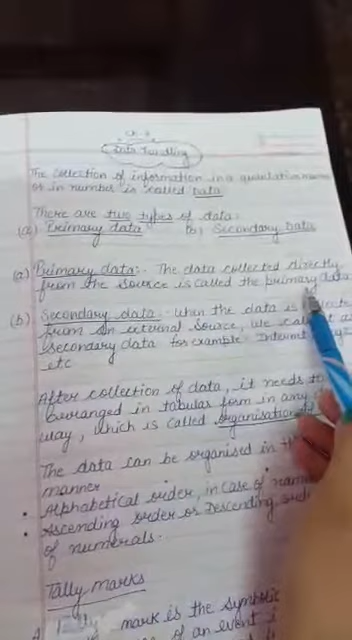 Data Handling
The collection of information in a quantitative manner
or in number is called Data
There are two types of data:
(a) Primary data (b) Secondary Data
(a) Primary data:- The data collected directly
from the source is called the primary data
(b) Secondary data:- when the data is
from an external source, we call it as
secondary data for example: Internet
etc
After collection of data, it needs to
arranged in tabular form in any
way, which is called organisation of
The data can be organised in the
manner
• Alphabetical order, in case of
• Ascending order or Descending order
of numerals.
Tally marks
mark is the symbolic
of an event